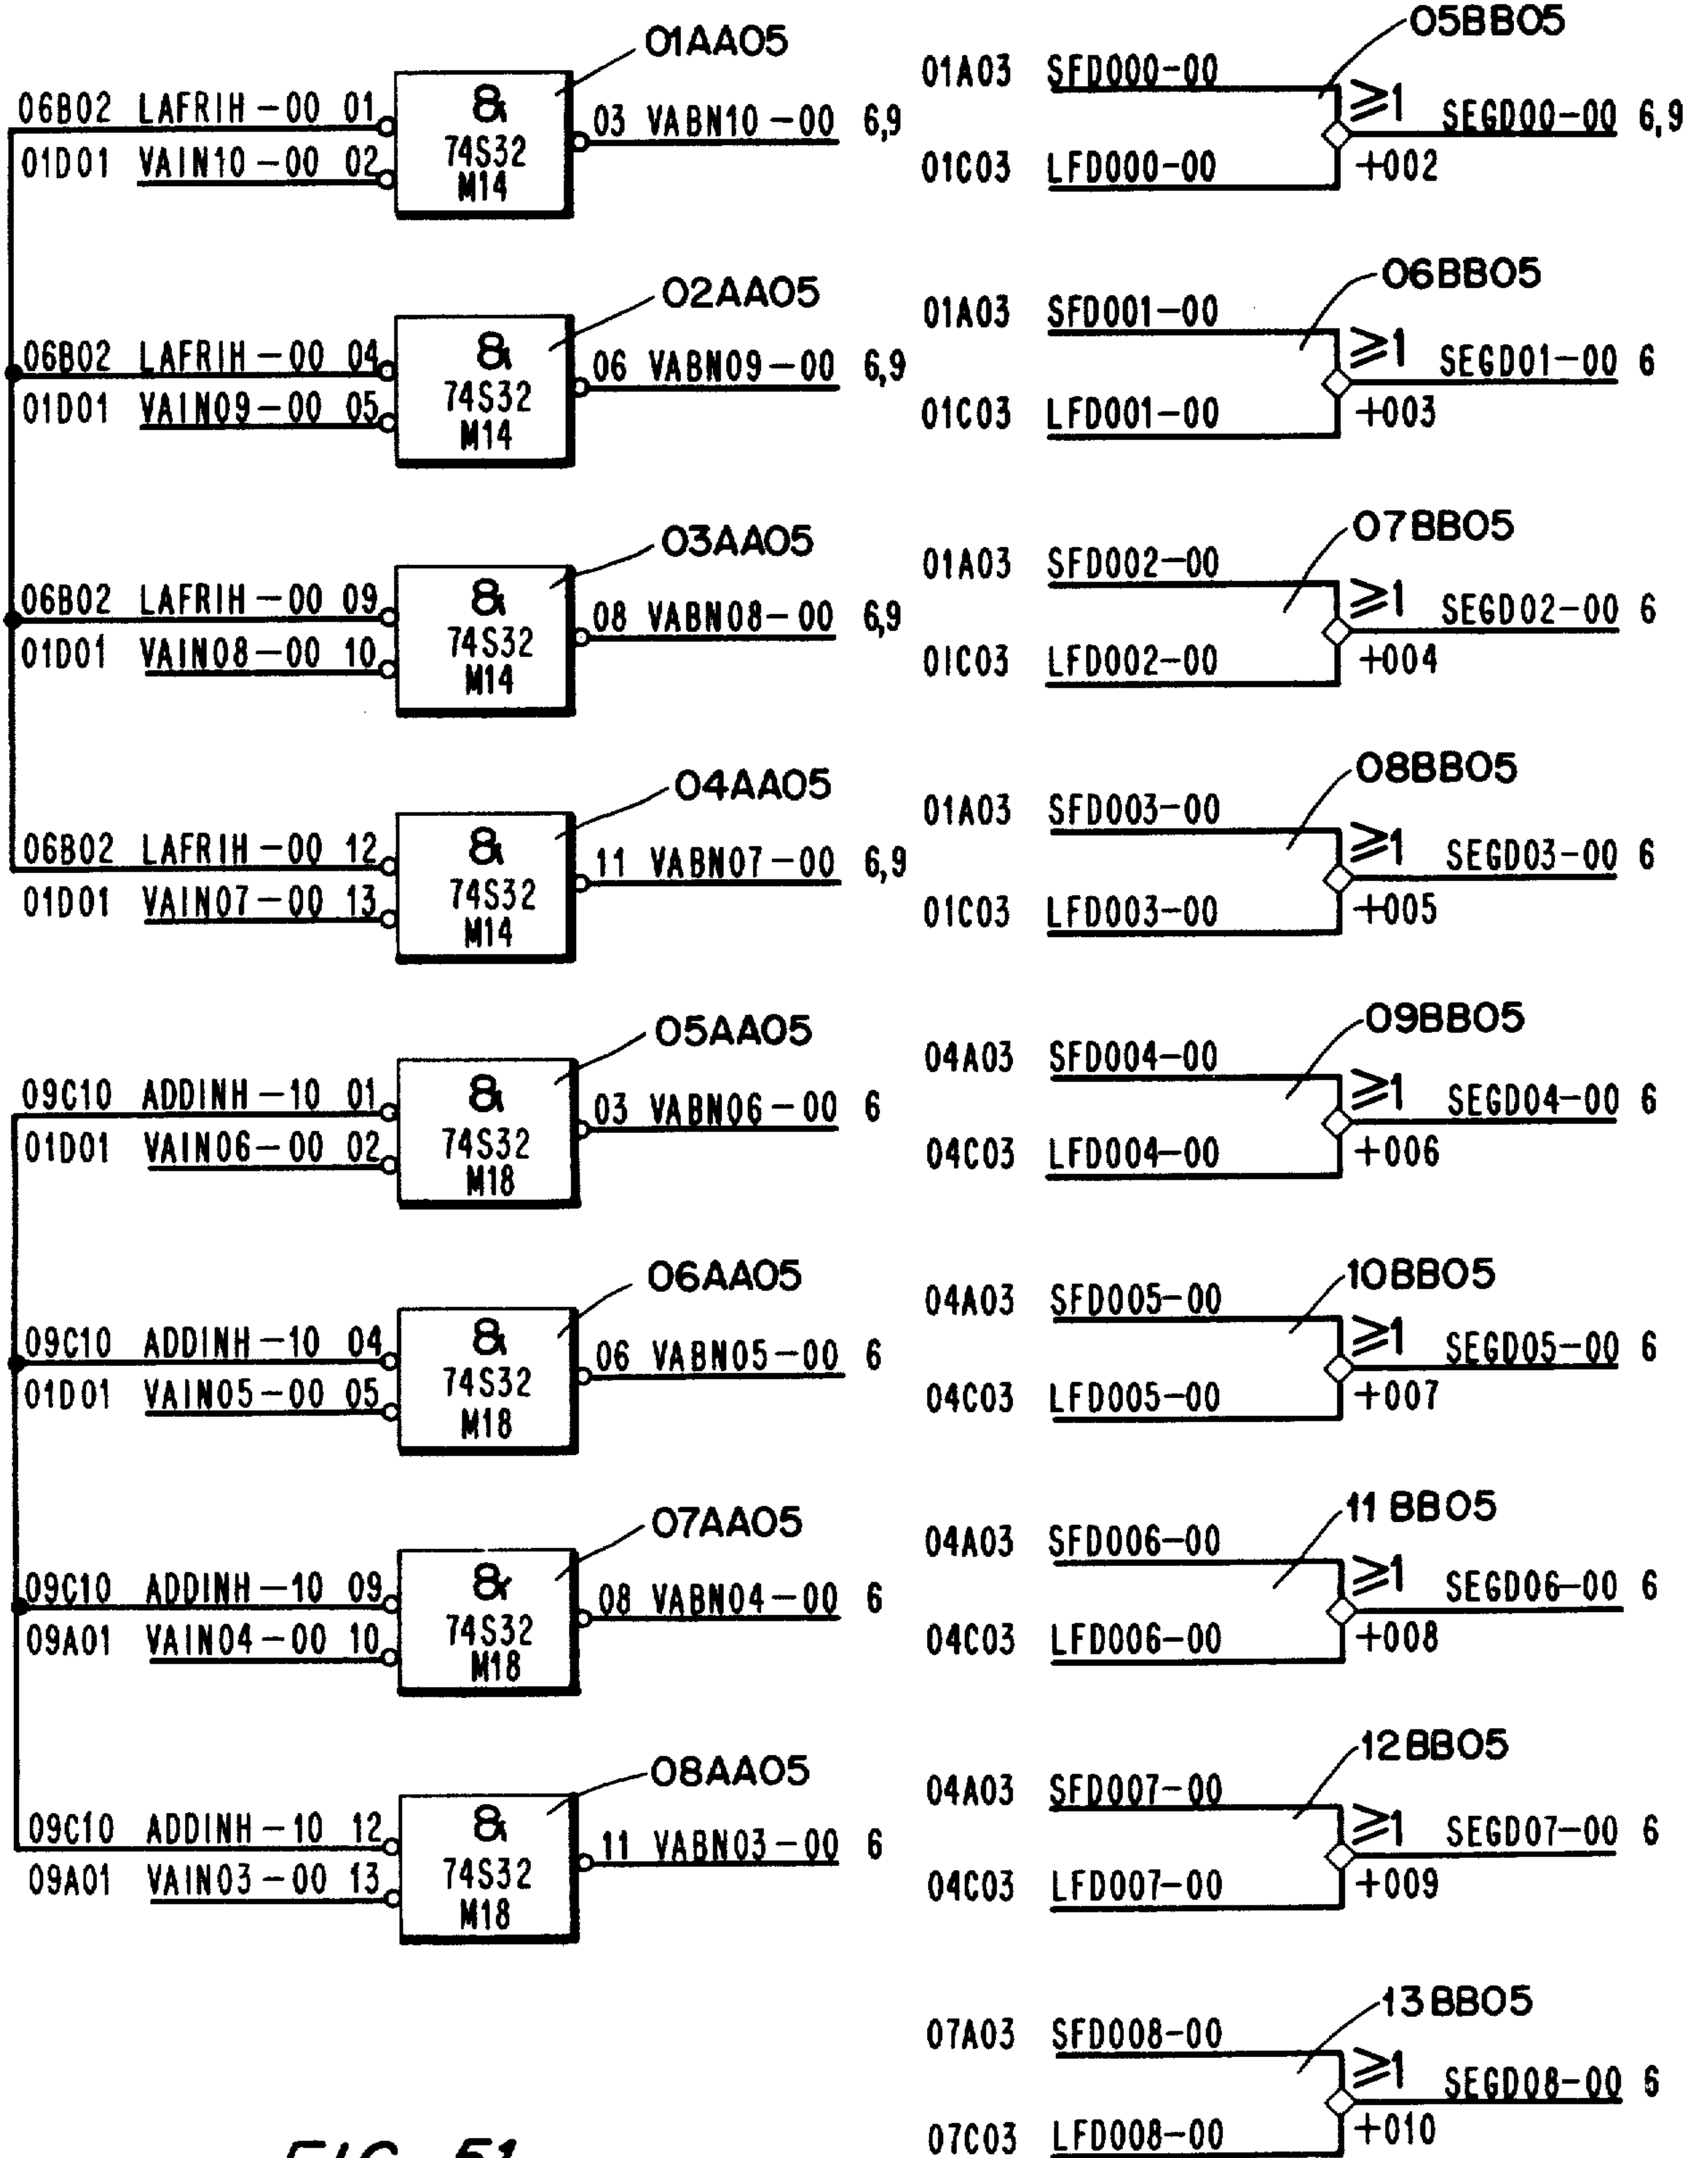 01AA05
06B02 LAFRIH-00 01
01D01 VAIN10-00 02
&
74S32
M14
03 VABN10-00 6,9
02AA05
06B02 LAFRIH-00 04
01D01 VAIN09-00 05
&
74S32
M14
06 VABN09-00 6,9
03AA05
06B02 LAFRIH-00 09
01D01 VAIN08-00 10
&
74S32
M14
08 VABN08-00 6,9
04AA05
06B02 LAFRIH-00 12
01D01 VAIN07-00 13
&
74S32
M14
11 VABN07-00 6,9
05AA05
09C10 ADDINH-10 01
01D01 VAIN06-00 02
&
74S32
M18
03 VABN06-00 6
06AA05
09C10 ADDINH-10 04
01D01 VAIN05-00 05
&
74S32
M18
06 VABN05-00 6
07AA05
09C10 ADDINH-10 09
09A01 VAIN04-00 10
&
74S32
M18
08 VABN04-00 6
08AA05
09C10 ADDINH-10 12
09A01 VAIN03-00 13
&
74S32
M18
11 VABN03-00 6
05BB05
01A03 SFD000-00
≥1
SEGD00-00 6,9
01C03 LFD000-00
+002
06BB05
01A03 SFD001-00
≥1
SEGD01-00 6
01C03 LFD001-00
+003
07BB05
01A03 SFD002-00
≥1
SEGD02-00 6
01C03 LFD002-00
+004
08BB05
01A03 SFD003-00
≥1
SEGD03-00 6
01C03 LFD003-00
+005
09BB05
04A03 SFD004-00
≥1
SEGD04-00 6
04C03 LFD004-00
+006
10BB05
04A03 SFD005-00
≥1
SEGD05-00 6
04C03 LFD005-00
+007
11BB05
04A03 SFD006-00
≥1
SEGD06-00 6
04C03 LFD006-00
+008
12BB05
04A03 SFD007-00
≥1
SEGD07-00 6
04C03 LFD007-00
+009
13BB05
07A03 SFD008-00
≥1
SEGD08-00 6
07C03 LFD008-00
+010
FIG. 51